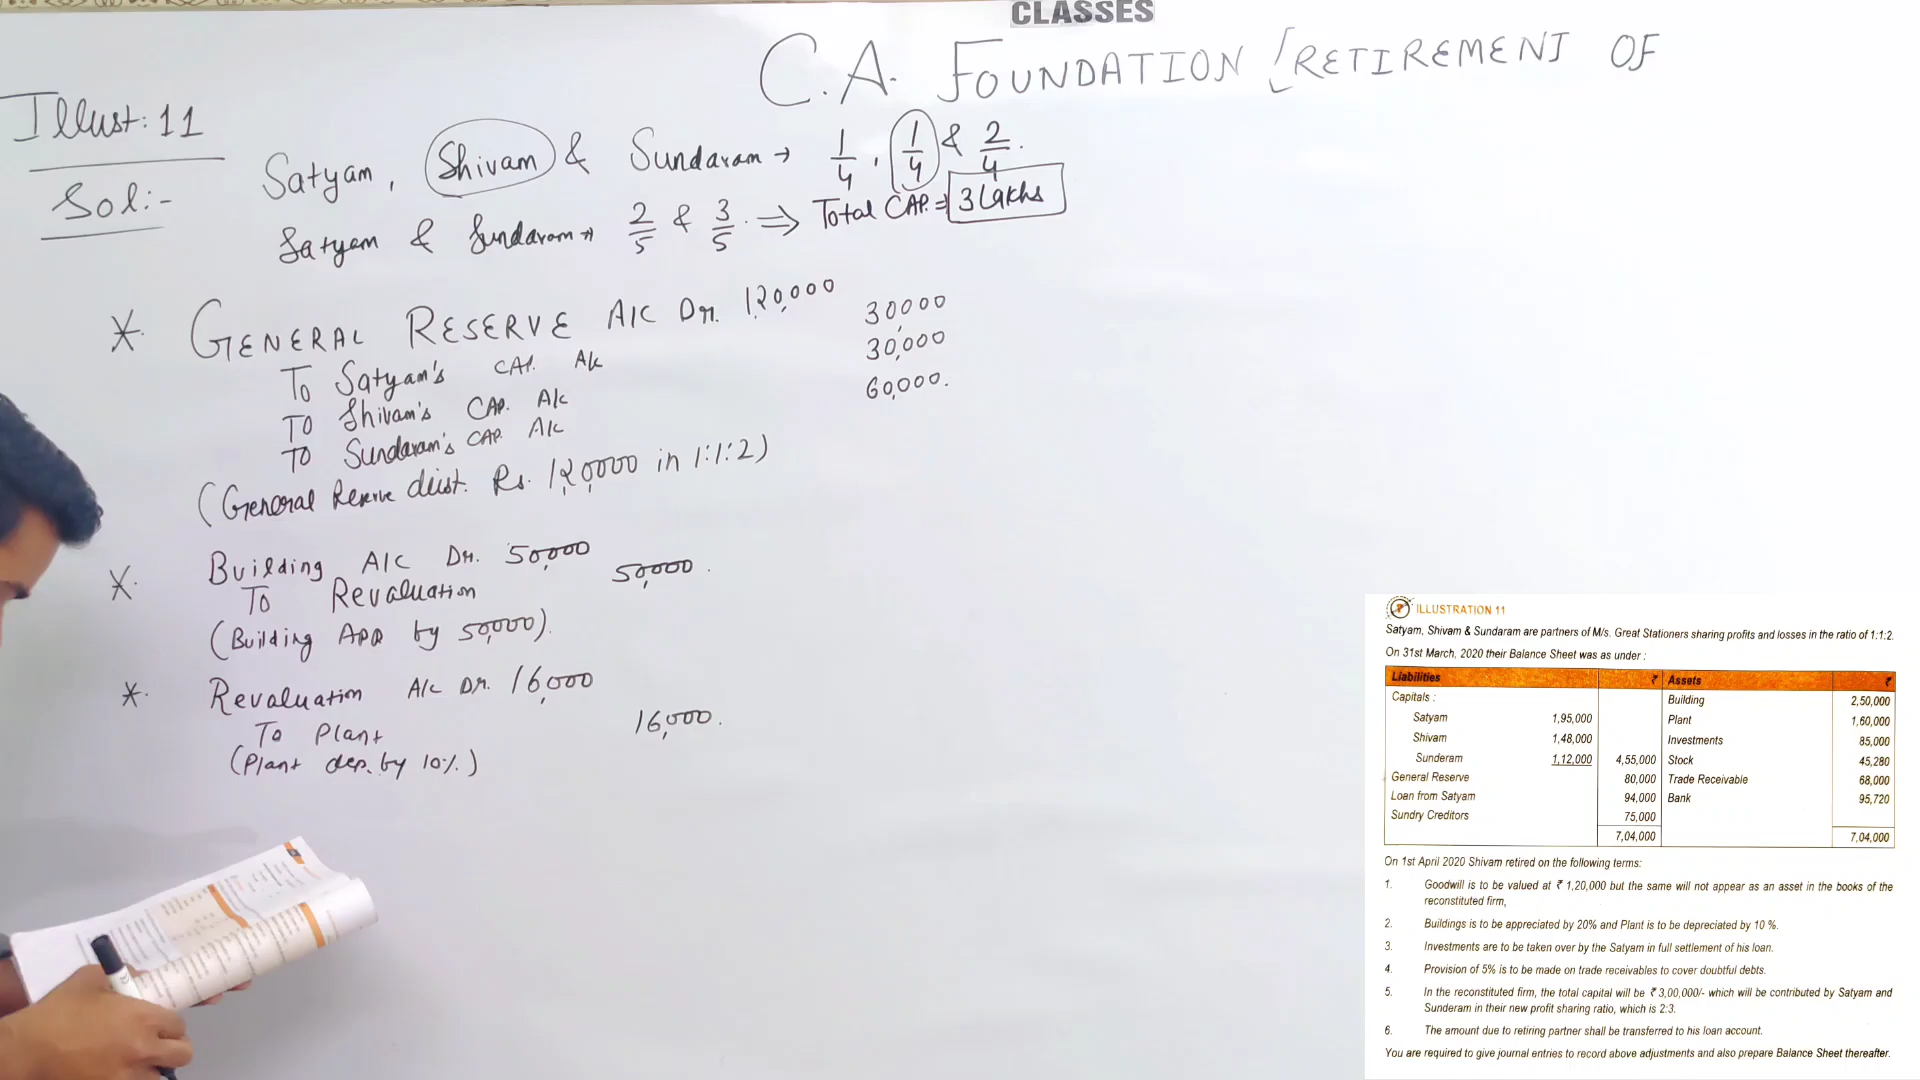 CLASSES
C.A. FOUNDATION [RETIREMENT OF
Illust: 11
Sol:-
Satyam, Shivam & Sundaram → 1/4, 1/4 & 2/4.
Satyam & Sundaram → 2/5 & 3/5. ⇒ Total CAP. = 3 Lakhs
* GENERAL RESERVE A/C Dr. 1,20,000
To Satyam's CAP. A/c 30,000
To Shivam's CAP. A/c 30,000
To Sundaram's CAP. A/c 60,000.
(General Reserve dist. Rs. 1,20,000 in 1:1:2)
* Building A/C Dr. 50,000
To Revaluation 50,000.
(Building APP by 50,000).
* Revaluation A/c Dr. 16,000
To Plant 16,000.
(Plant dep. by 10%.)
ILLUSTRATION 11
Satyam, Shivam & Sundaram are partners of M/s. Great Stationers sharing profits and losses in the ratio of 1:1:2.
On 31st March, 2020 their Balance Sheet was as under :
Liabilities ₹ Assets ₹
Capitals : Building 2,50,000
Satyam 1,95,000 Plant 1,60,000
Shivam 1,48,000 Investments 85,000
Sunderam 1,12,000 4,55,000 Stock 45,280
General Reserve 80,000 Trade Receivable 68,000
Loan from Satyam 94,000 Bank 95,720
Sundry Creditors 75,000
7,04,000 7,04,000
On 1st April 2020 Shivam retired on the following terms:
1. Goodwill is to be valued at ₹ 1,20,000 but the same will not appear as an asset in the books of the
reconstituted firm,
2. Buildings is to be appreciated by 20% and Plant is to be depreciated by 10 %.
3. Investments are to be taken over by the Satyam in full settlement of his loan.
4. Provision of 5% is to be made on trade receivables to cover doubtful debts.
5. In the reconstituted firm, the total capital will be ₹ 3,00,000/- which will be contributed by Satyam and
Sunderam in their new profit sharing ratio, which is 2:3.
6. The amount due to retiring partner shall be transferred to his loan account.
You are required to give journal entries to record above adjustments and also prepare Balance Sheet thereafter.